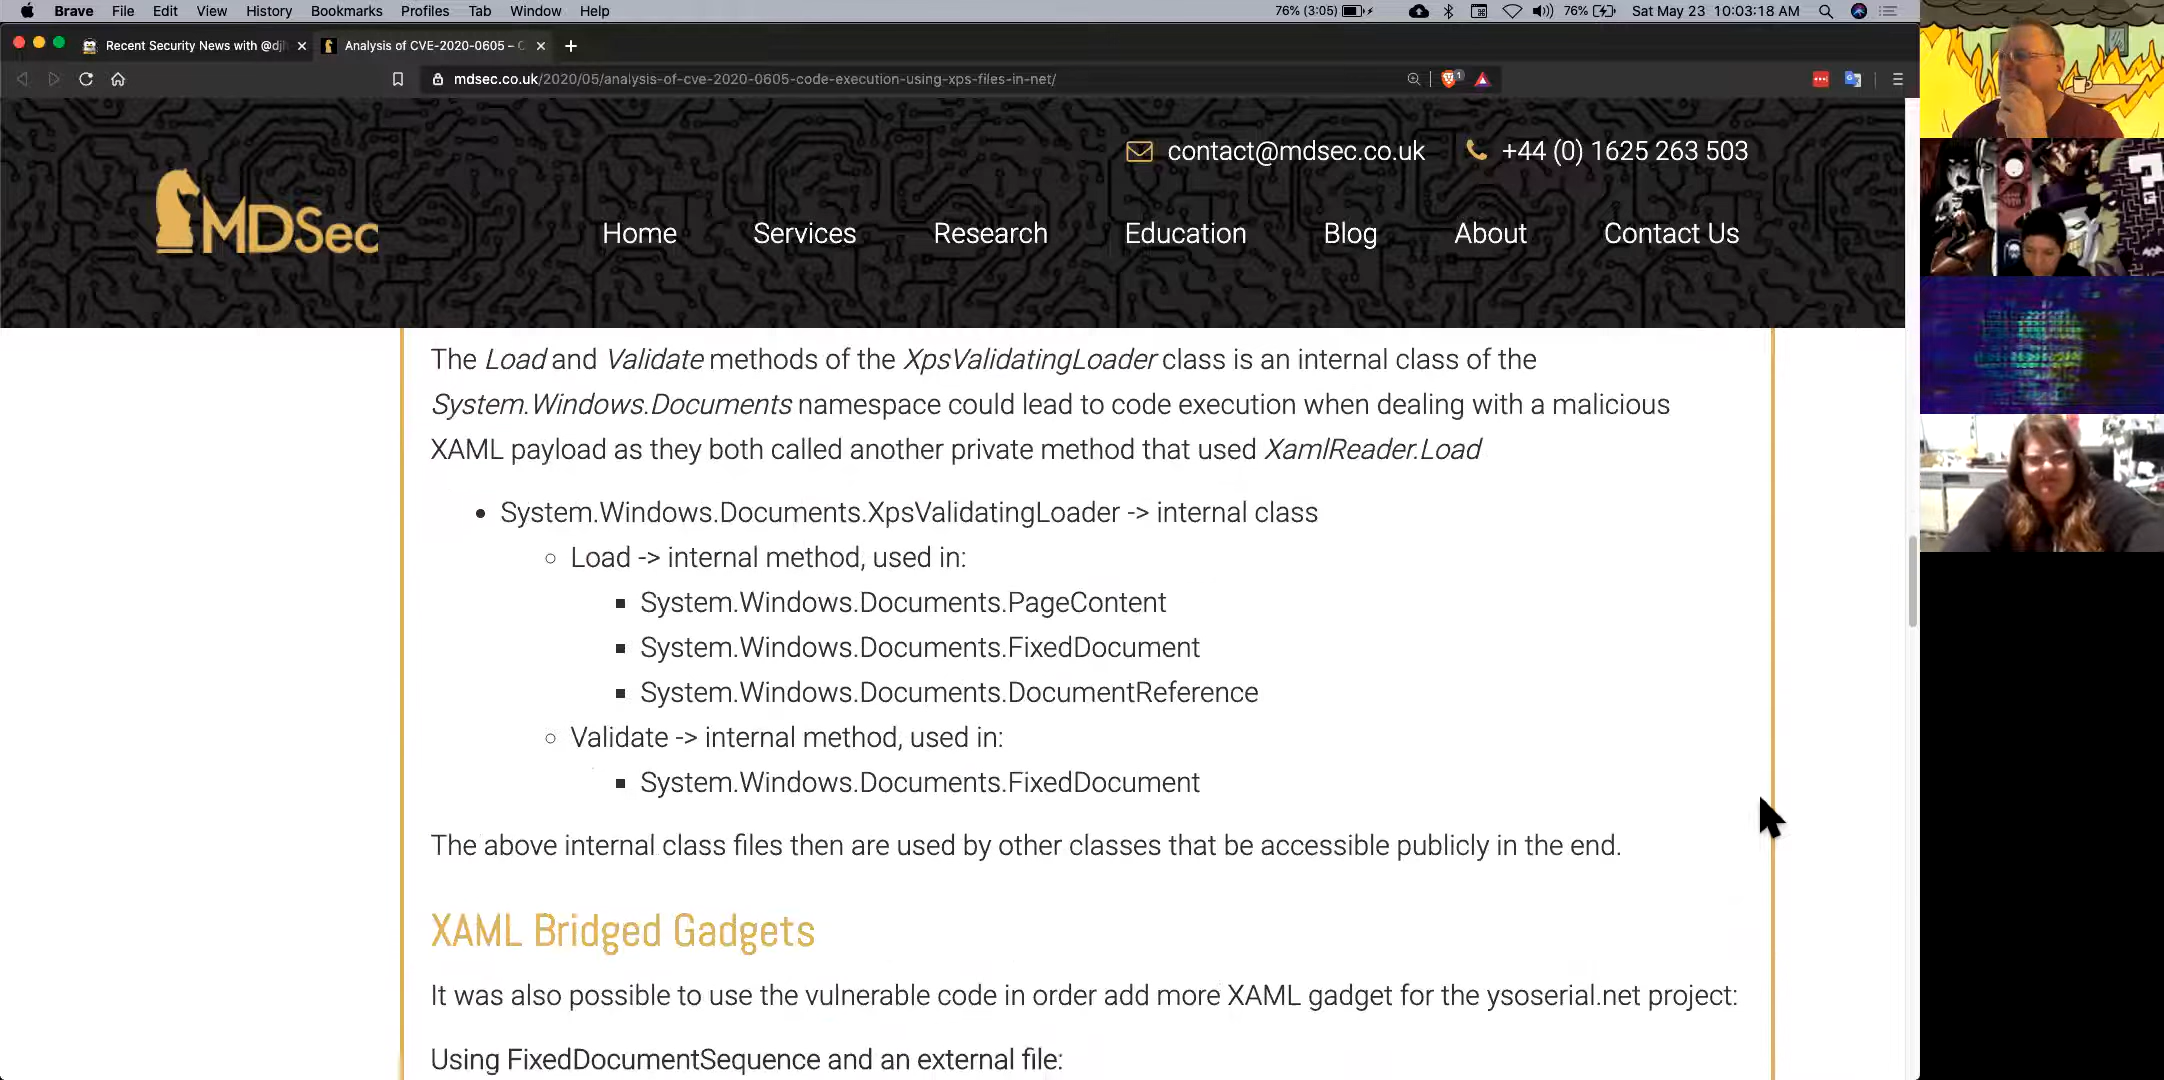 Brave File Edit View History Bookmarks Profiles Tab Window Help 76% (3:05) 76% Sat May 23 10:03:18 AM
Recent Security News with @djh Analysis of CVE-2020-0605 –
mdsec.co.uk/2020/05/analysis-of-cve-2020-0605-code-execution-using-xps-files-in-net/ 1
contact@mdsec.co.uk +44 (0) 1625 263 503
MDSec
Home Services Research Education Blog About Contact Us
The Load and Validate methods of the XpsValidatingLoader class is an internal class of the
System.Windows.Documents namespace could lead to code execution when dealing with a malicious
XAML payload as they both called another private method that used XamlReader.Load
System.Windows.Documents.XpsValidatingLoader -> internal class
Load -> internal method, used in:
System.Windows.Documents.PageContent
System.Windows.Documents.FixedDocument
System.Windows.Documents.DocumentReference
Validate -> internal method, used in:
System.Windows.Documents.FixedDocument
The above internal class files then are used by other classes that be accessible publicly in the end.
XAML Bridged Gadgets
It was also possible to use the vulnerable code in order add more XAML gadget for the ysoserial.net project:
Using FixedDocumentSequence and an external file: